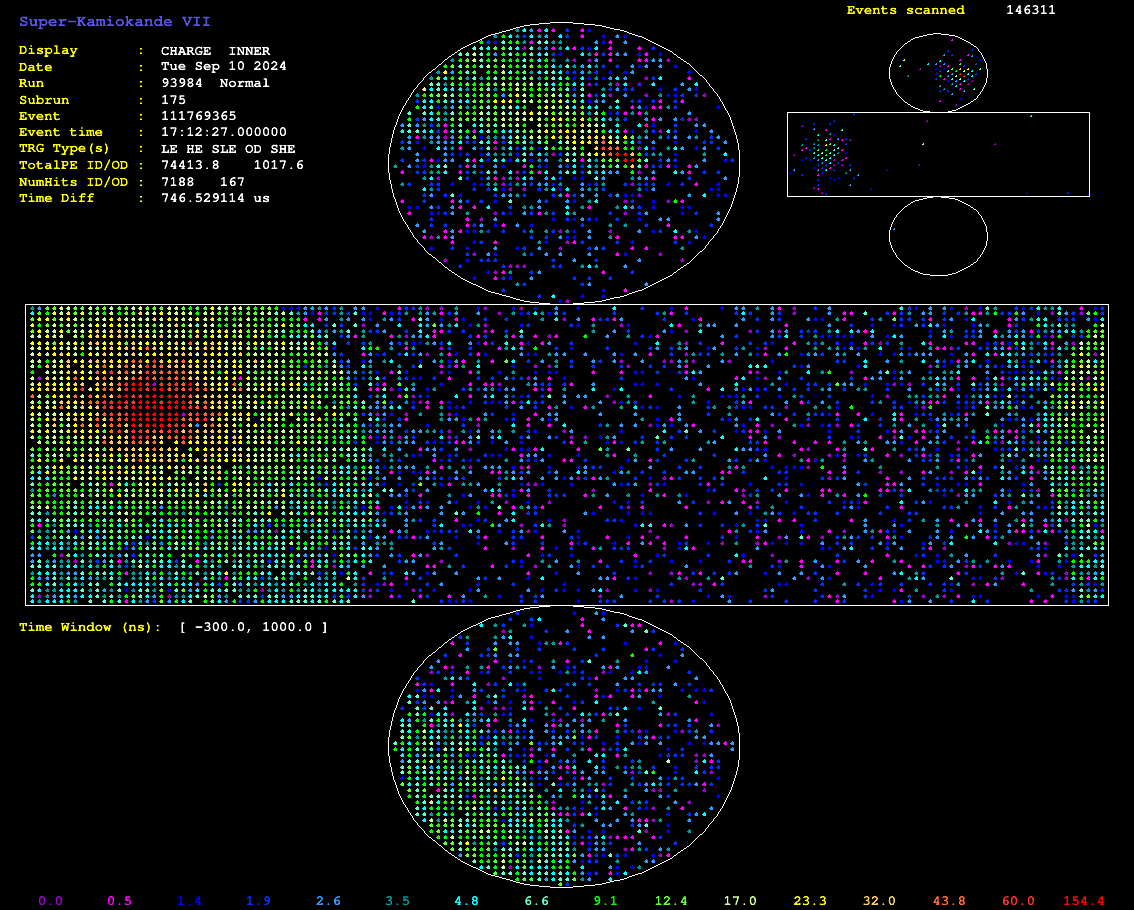 Super-Kamiokande VII
Events scanned 146311
Display : CHARGE INNER
Date : Tue Sep 10 2024
Run : 93984 Normal
Subrun : 175
Event : 111769365
Event time : 17:12:27.000000
TRG Type(s) : LE HE SLE OD SHE
TotalPE ID/OD : 74413.8 1017.6
NumHits ID/OD : 7188 167
Time Diff : 746.529114 us
Time Window (ns): [ -300.0, 1000.0 ]
0.0 0.5 1.4 1.9 2.6 3.5 4.8 6.6 9.1 12.4 17.0 23.3 32.0 43.8 60.0 154.4